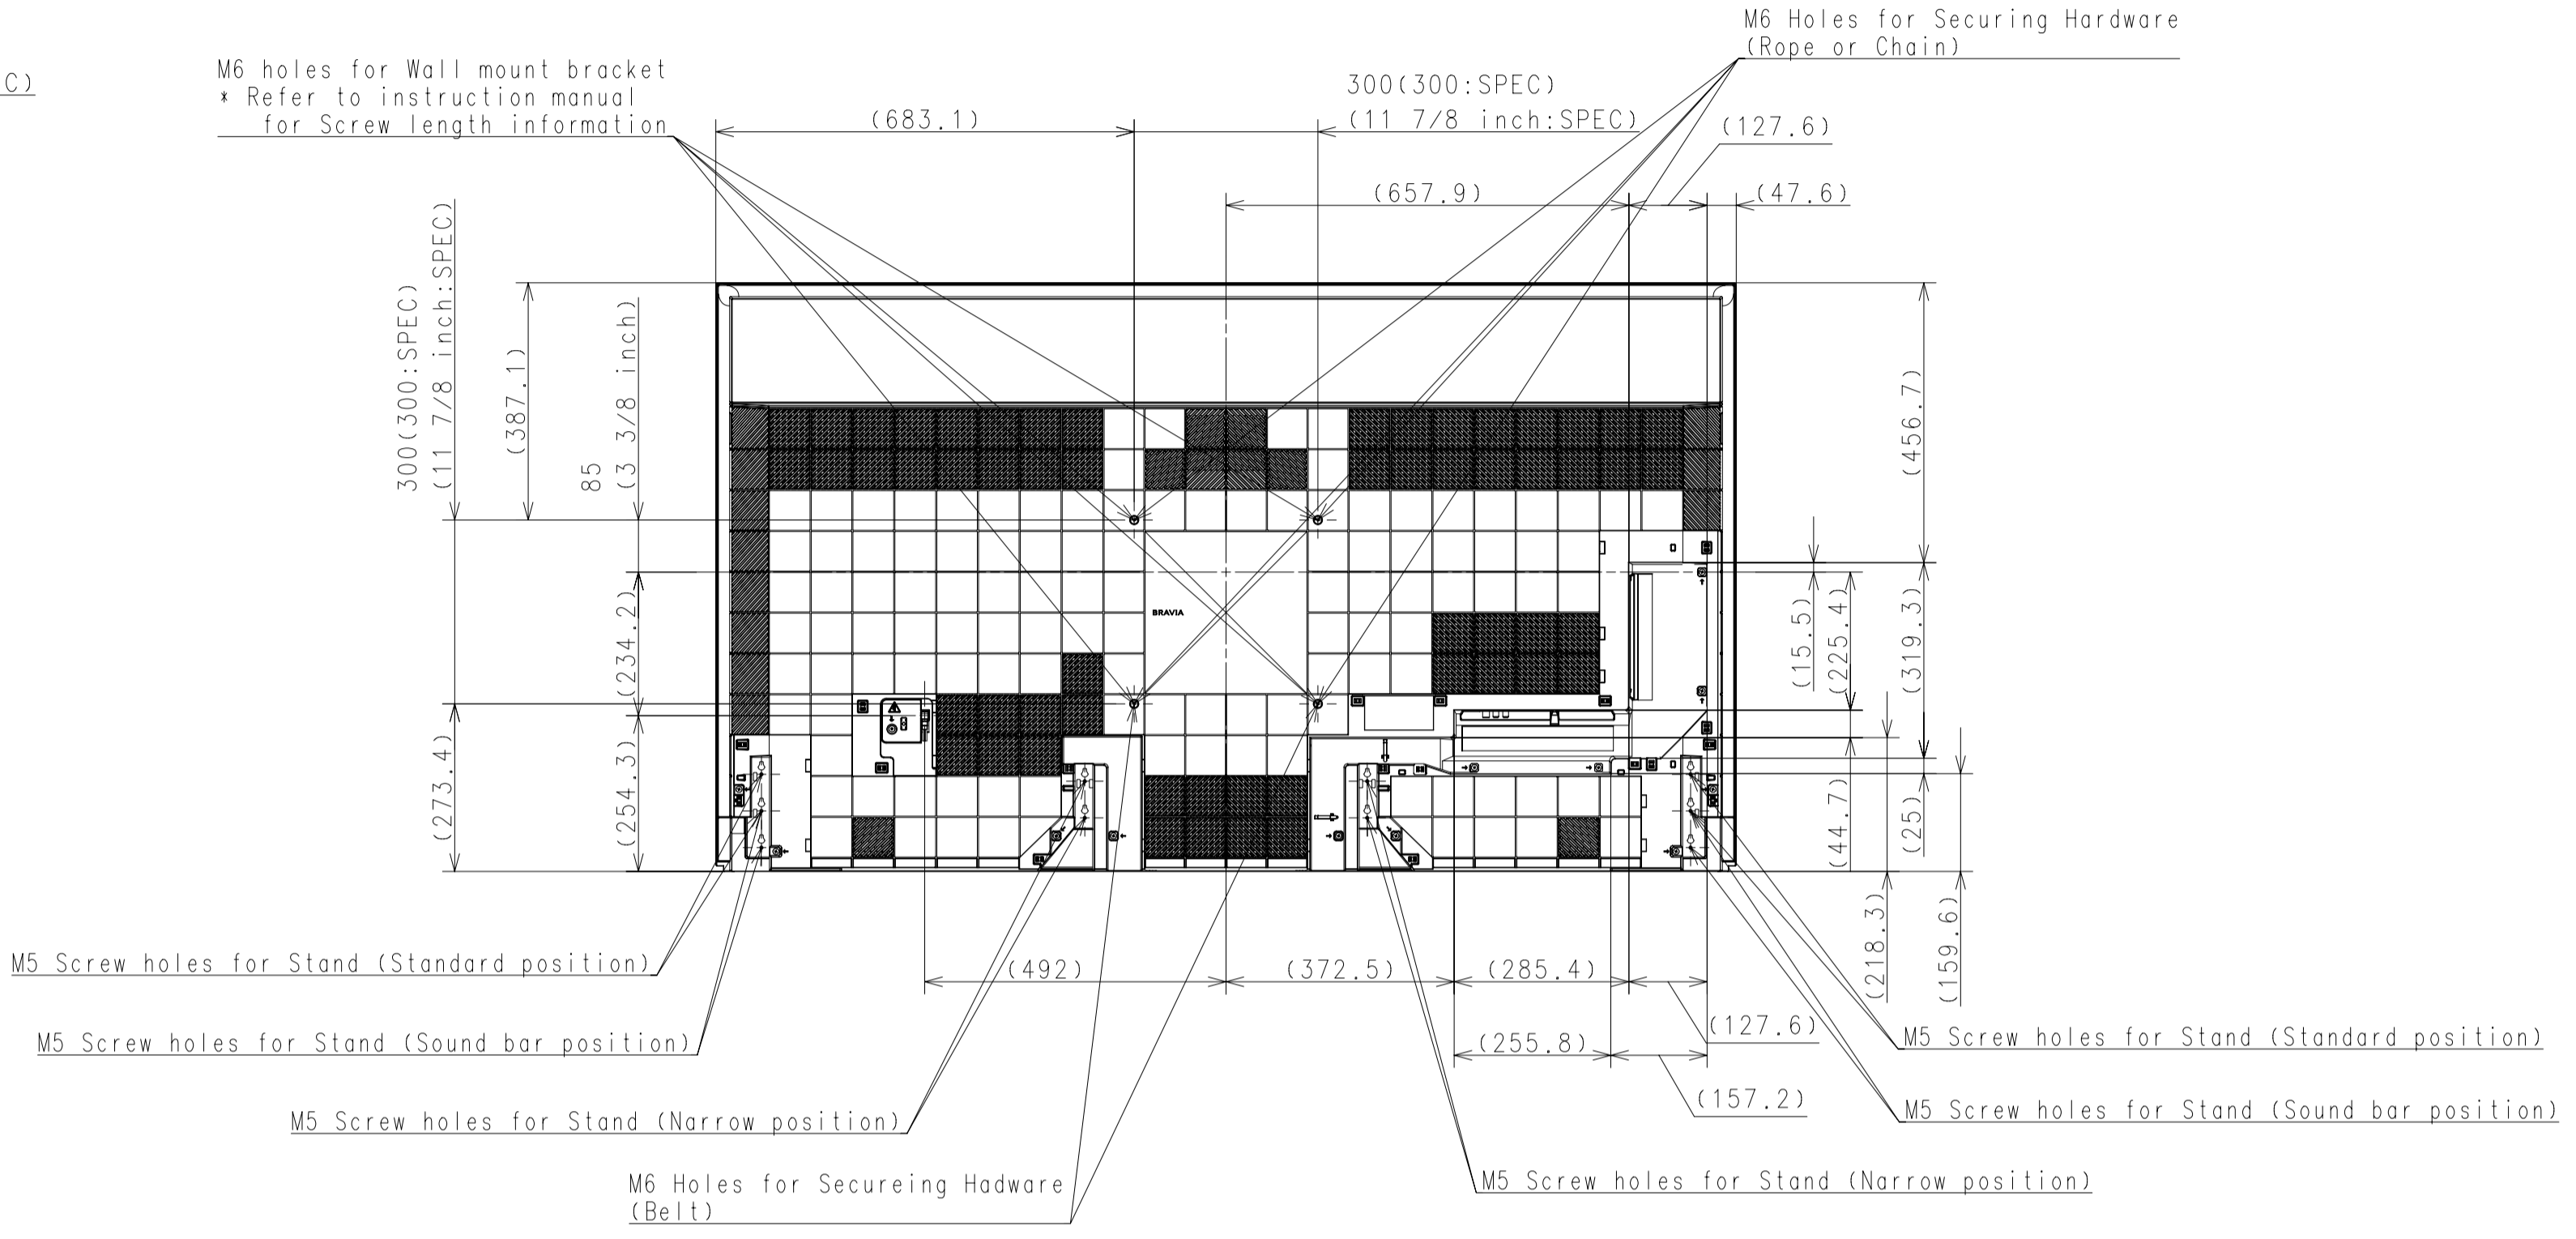 M6 Holes for Securing Hardware
(Rope or Chain)
C)
M6 holes for Wall mount bracket
* Refer to instruction manual
for Screw length information
300(300:SPEC)
(11 7/8 inch:SPEC)
(683.1)
(127.6)
(657.9)
(47.6)
300(300:SPEC)
(11 7/8 inch:SPEC)
(387.1)
85
(3 3/8 inch)
(456.7)
BRAVIA
(234.2)
(15.5)
(225.4)
(319.3)
(273.4)
(254.3)
(44.7)
(25)
(218.3)
(159.6)
M5 Screw holes for Stand (Standard position)
(492)
(372.5)
(285.4)
(127.6)
M5 Screw holes for Stand (Sound bar position)
(255.8)
M5 Screw holes for Stand (Standard position)
(157.2)
M5 Screw holes for Stand (Narrow position)
M5 Screw holes for Stand (Sound bar position)
M6 Holes for Secureing Hadware
(Belt)
M5 Screw holes for Stand (Narrow position)